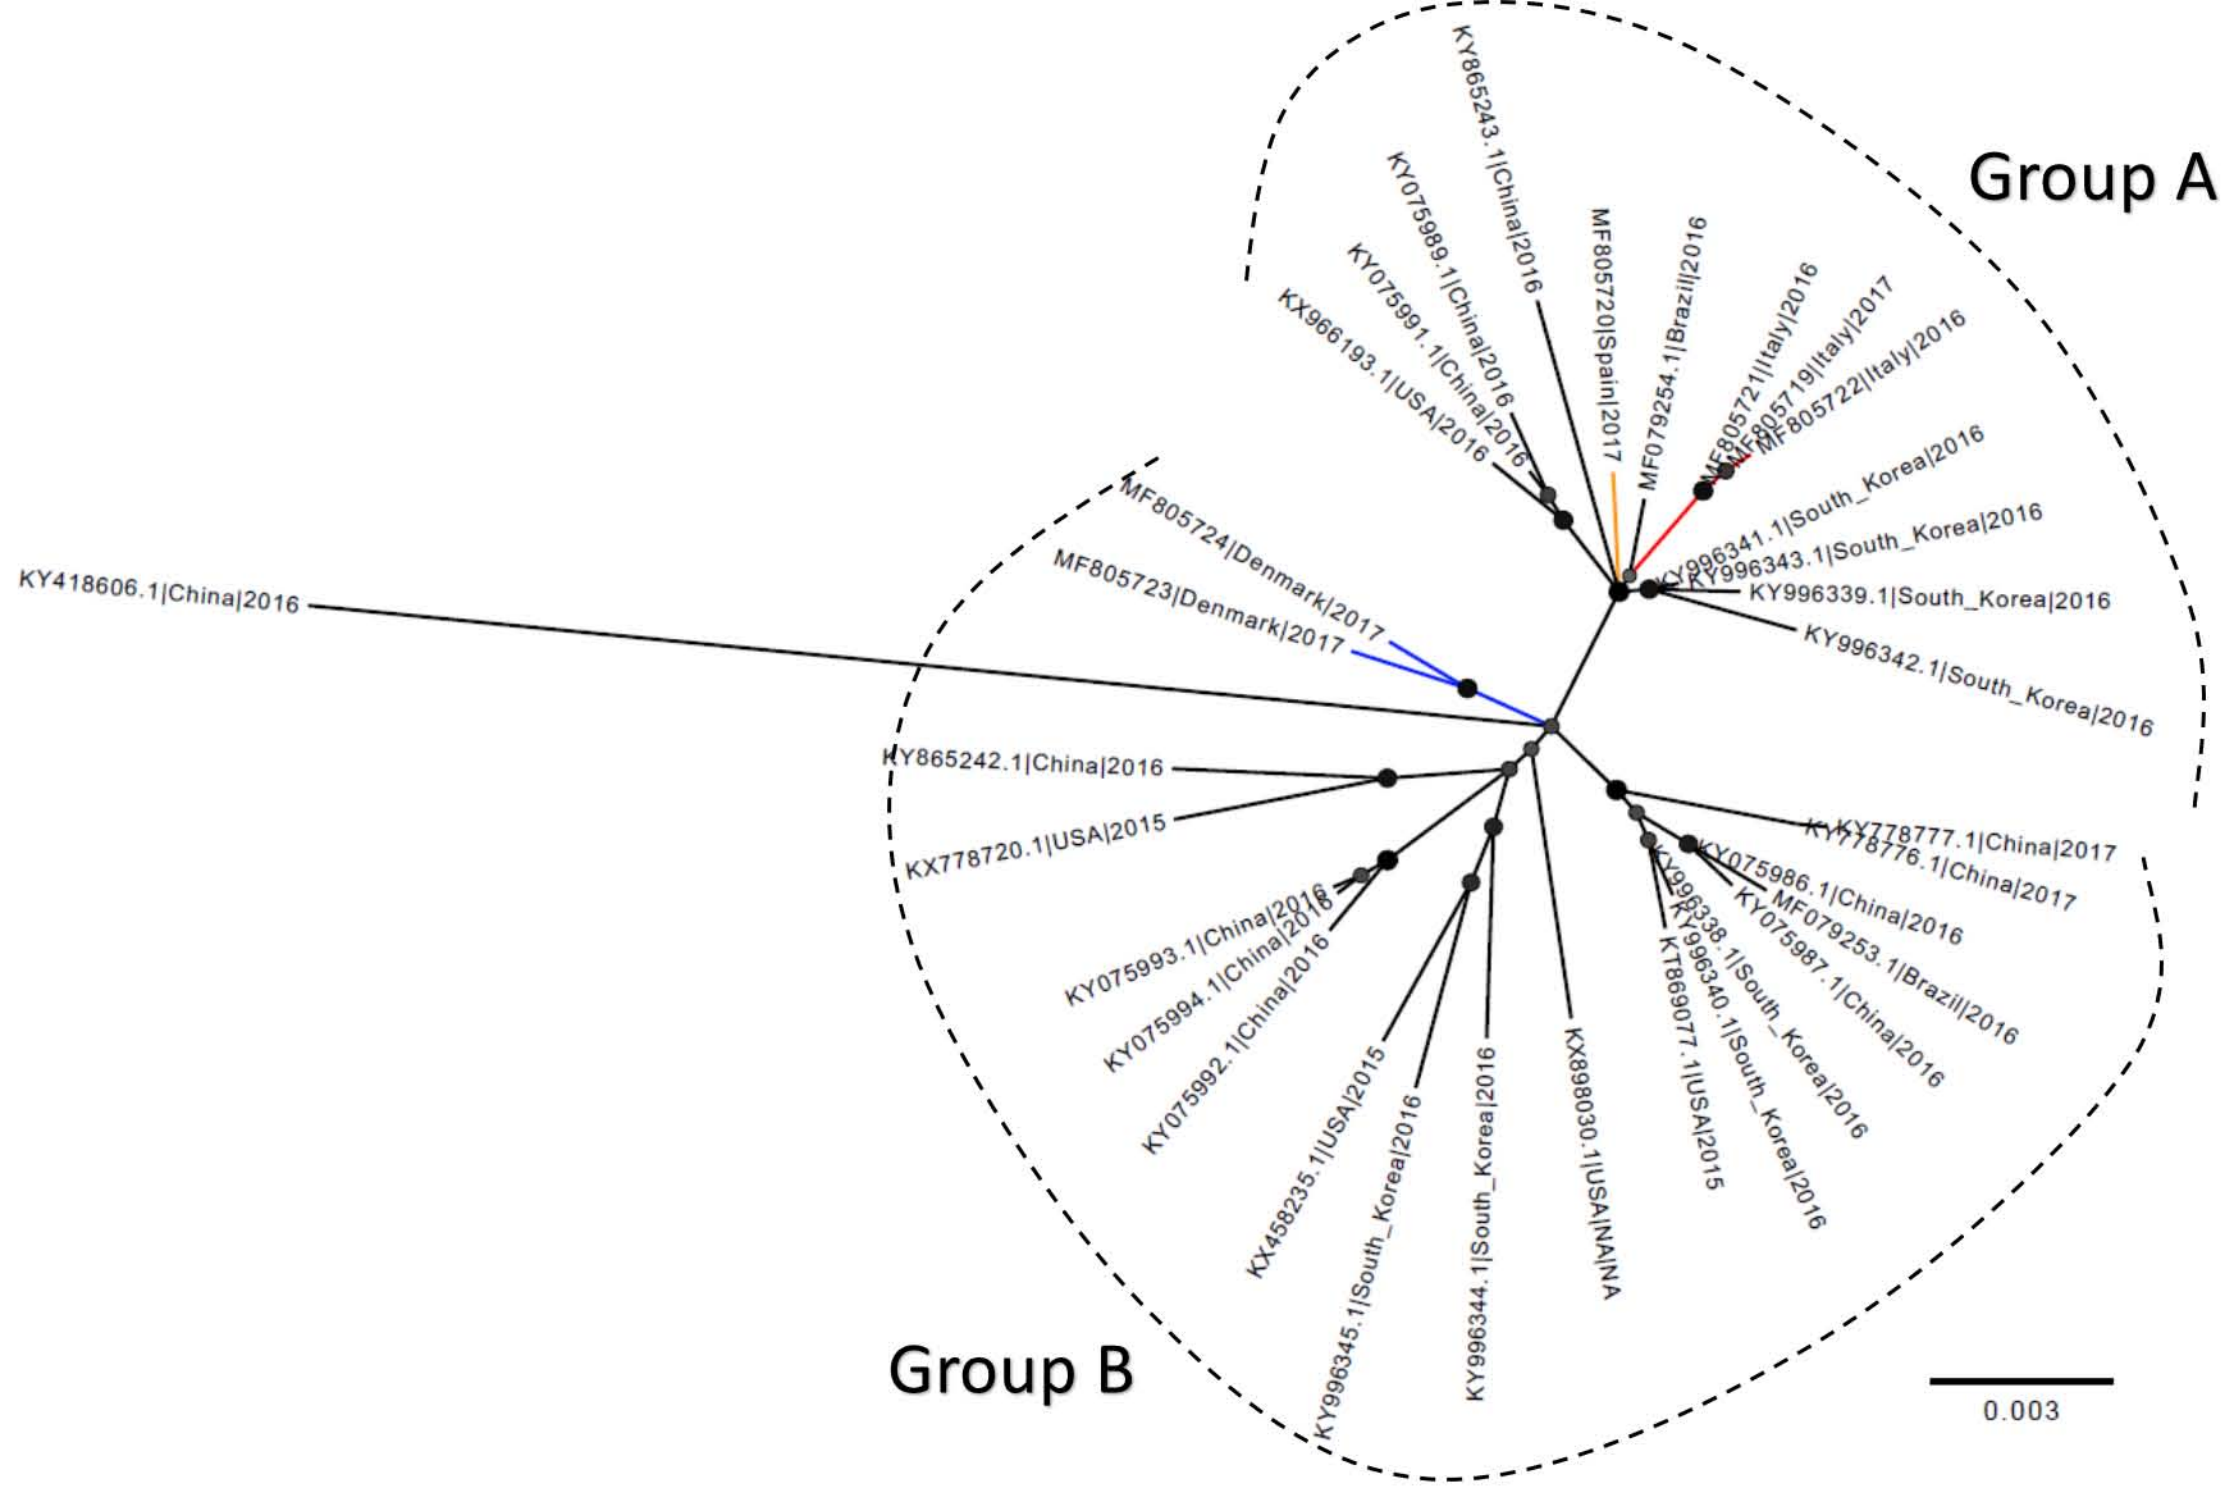 KY865243.1|China|2016
KY075989.1|China|2016
KY075991.1|China|2016
KX966193.1|USA|2016
MF805720|Spain|2017
MF079254.1|Brazil|2016
MF805721|Italy|2016
MF805719|Italy|2017
MF805722|Italy|2016
Group A
KY996341.1|South_Korea|2016
KY996343.1|South_Korea|2016
KY996339.1|South_Korea|2016
KY996342.1|South_Korea|2016
MF805724|Denmark|2017
MF805723|Denmark|2017
KY418606.1|China|2016
KY865242.1|China|2016
KX778720.1|USA|2015
KY075993.1|China|2016
KY075994.1|China|2016
KY075992.1|China|2016
KX458235.1|USA|2015
KY996345.1|South_Korea|2016
KY996344.1|South_Korea|2016
KX898030.1|USA|NA|NA
KY778777.1|China|2017
KY778776.1|China|2017
KY075986.1|China|2016
MF079253.1|Brazil|2016
KY075987.1|China|2016
KY996338.1|South_Korea|2016
KY996340.1|South_Korea|2016
KT869077.1|USA|2015
Group B
0.003